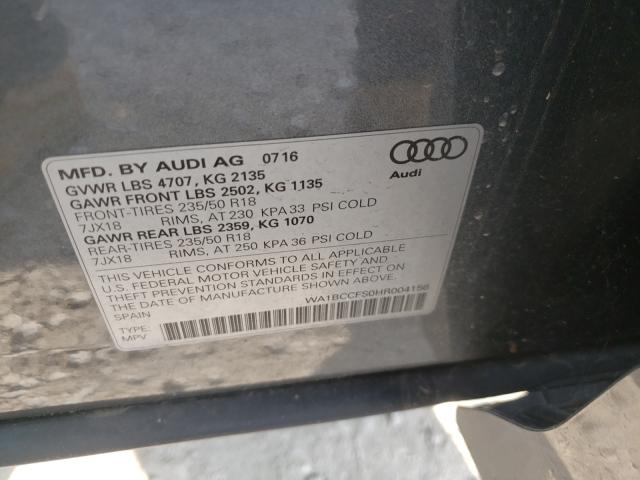 MFD. BY AUDI AG 0716
GVWR LBS 4707, KG 2135
GAWR FRONT LBS 2502, KG 1135
FRONT-TIRES 235/50 R18
7JX18 RIMS, AT 230 KPA 33 PSI COLD
GAWR REAR LBS 2359, KG 1070
REAR-TIRES 235/50 R18
7JX18 RIMS, AT 250 KPA 36 PSI COLD
Audi
THIS VEHICLE CONFORMS TO ALL APPLICABLE
U.S. FEDERAL MOTOR VEHICLE SAFETY AND
THEFT PREVENTION STANDARDS IN EFFECT ON
THE DATE OF MANUFACTURE SHOWN ABOVE.
SPAIN WA1BCCFS0HR004156
TYPE:
MPV